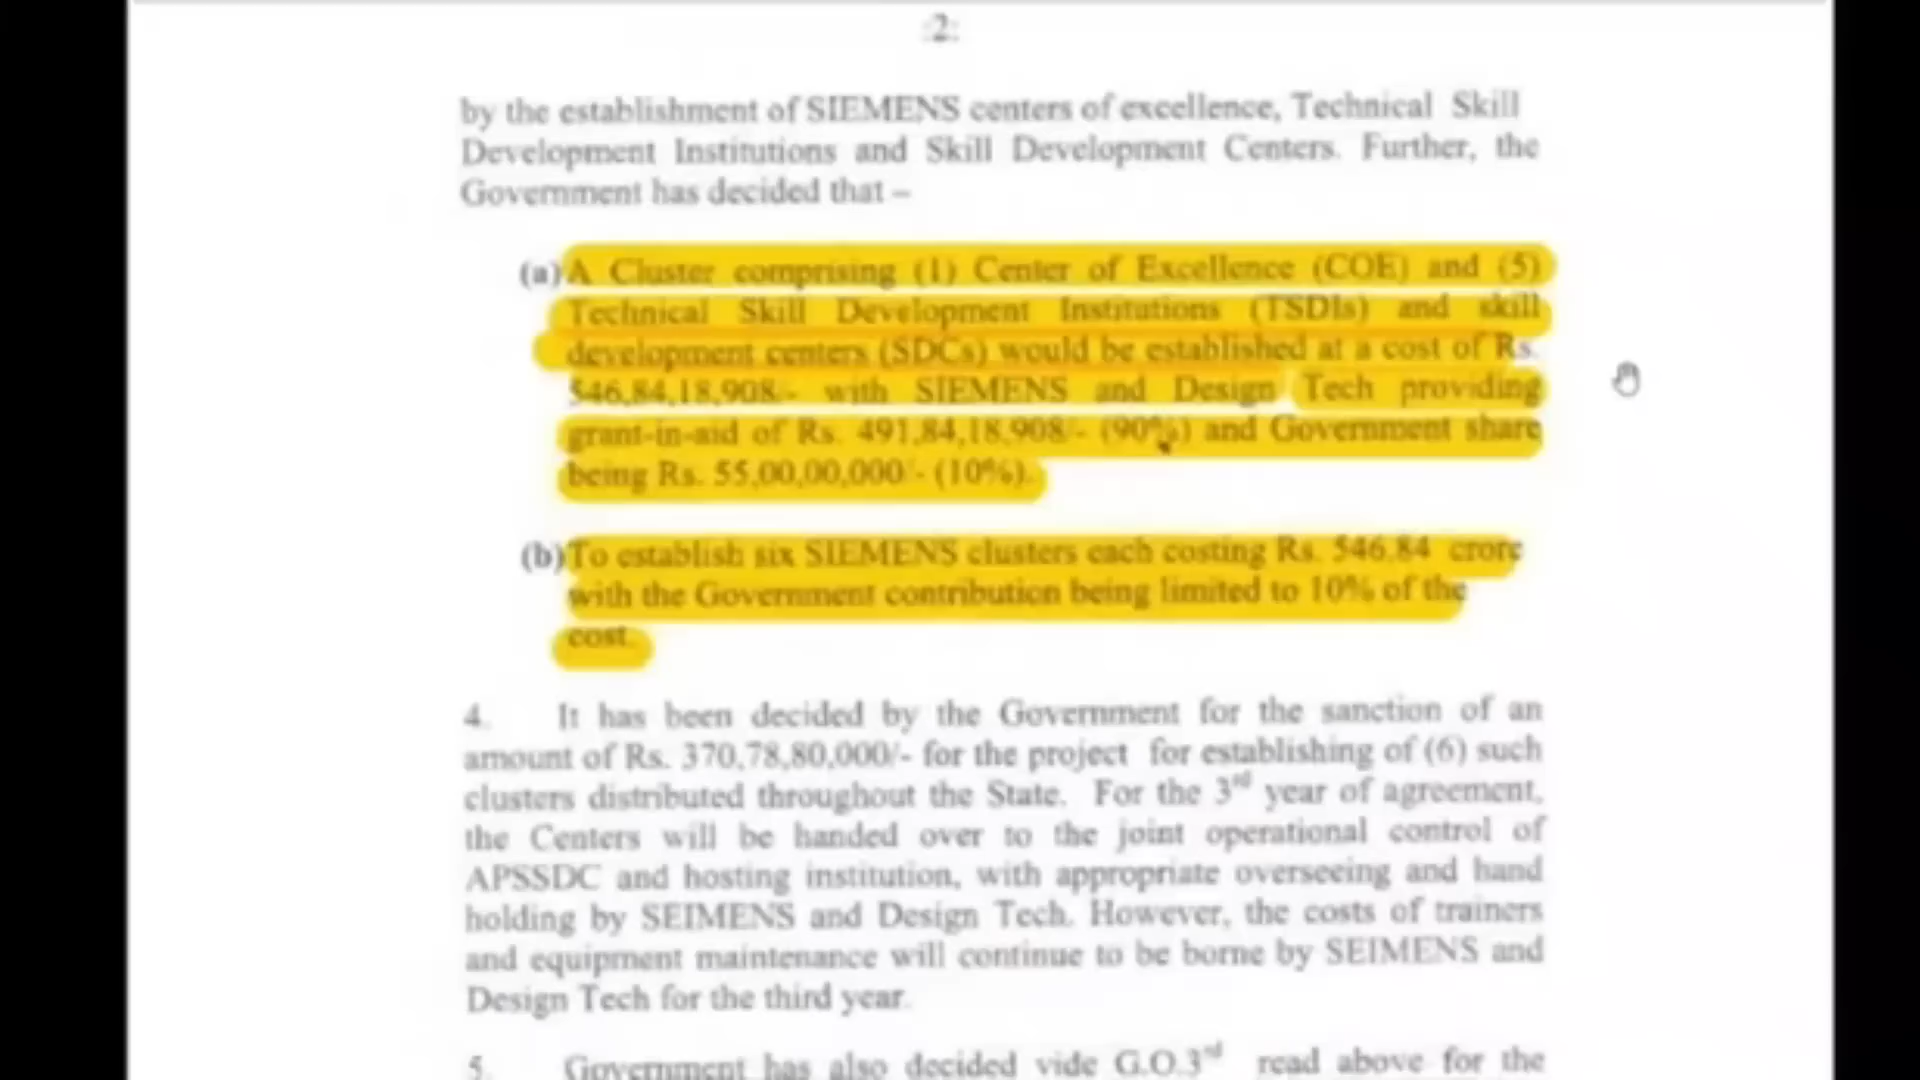 :2:
by the establishment of SIEMENS centers of excellence, Technical Skill
Development Institutions and Skill Development Centers. Further, the
Government has decided that –
(a) A Cluster comprising (1) Center of Excellence (COE) and (5)
Technical Skill Development Institutions (TSDIs) and skill
development centers (SDCs) would be established at a cost of Rs.
546,84,18,908/- with SIEMENS and Design Tech providing
grant-in-aid of Rs. 491,84,18,908/- (90%) and Government share
being Rs. 55,00,00,000/- (10%).
(b) To establish six SIEMENS clusters each costing Rs. 546.84 crore
with the Government contribution being limited to 10% of the
cost.
4. It has been decided by the Government for the sanction of an
amount of Rs. 370,78,80,000/- for the project for establishing of (6) such
clusters distributed throughout the State. For the 3rd year of agreement,
the Centers will be handed over to the joint operational control of
APSSDC and hosting institution, with appropriate overseeing and hand
holding by SEIMENS and Design Tech. However, the costs of trainers
and equipment maintenance will continue to be borne by SEIMENS and
Design Tech for the third year.
5. Government has also decided vide G.O.3rd read above for the